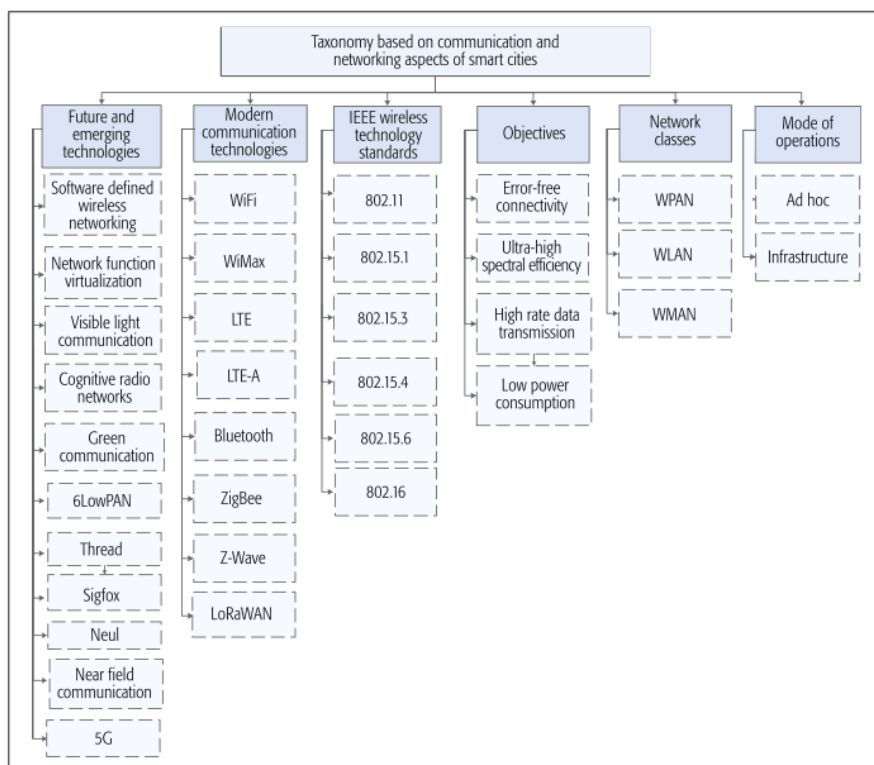 Taxonomy based on communication and
networking aspects of smart cities
Future and
emerging
technologies
Software defined
wireless
networking
Network function
virtualization
Visible light
communication
Cognitive radio
networks
Green
communication
6LowPAN
Thread
Sigfox
Neul
Near field
communication
5G
Modern
communication
technologies
WiFi
WiMax
LTE
LTE-A
Bluetooth
ZigBee
Z-Wave
LoRaWAN
IEEE wireless
technology
standards
802.11
802.15.1
802.15.3
802.15.4
802.15.6
802.16
Objectives
Error-free
connectivity
Ultra-high
spectral efficiency
High rate data
transmission
Low power
consumption
Network
classes
WPAN
WLAN
WMAN
Mode of
operations
Ad hoc
Infrastructure